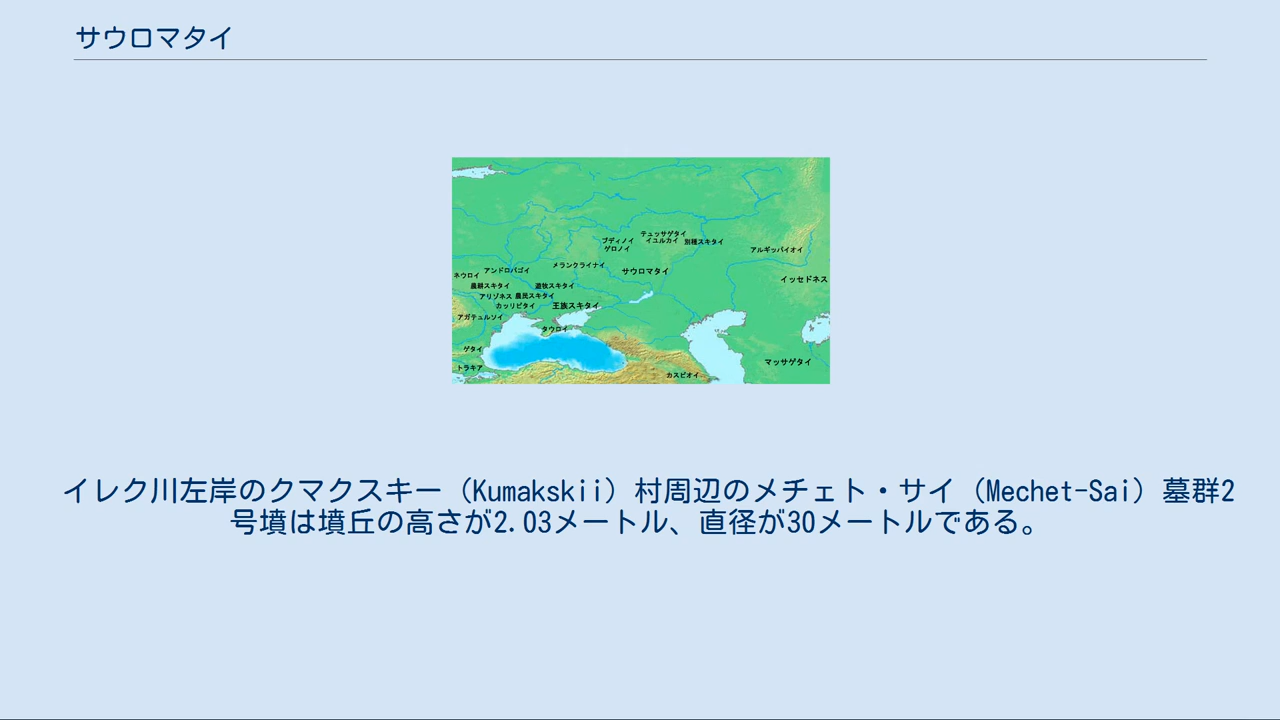 サウロマタイ
テュッサゲタイ
ブディノイ
イユルカイ
別種スキタイ
ゲロノイ
アルギッパイオイ
メランクライナイ
アンドロパゴイ
サウロマタイ
ネウロイ
イッセドネス
農耕スキタイ
遊牧スキタイ
アリゾネス
農民スキタイ
カッリピタイ
王族スキタイ
アガテュルソイ
タウロイ
ゲタイ
マッサゲタイ
トラキア
カスピオイ
イレク川左岸のクマクスキー（Kumakskii）村周辺のメチェト・サイ（Mechet-Sai）墓群2
号墳は墳丘の高さが2.03メートル、直径が30メートルである。